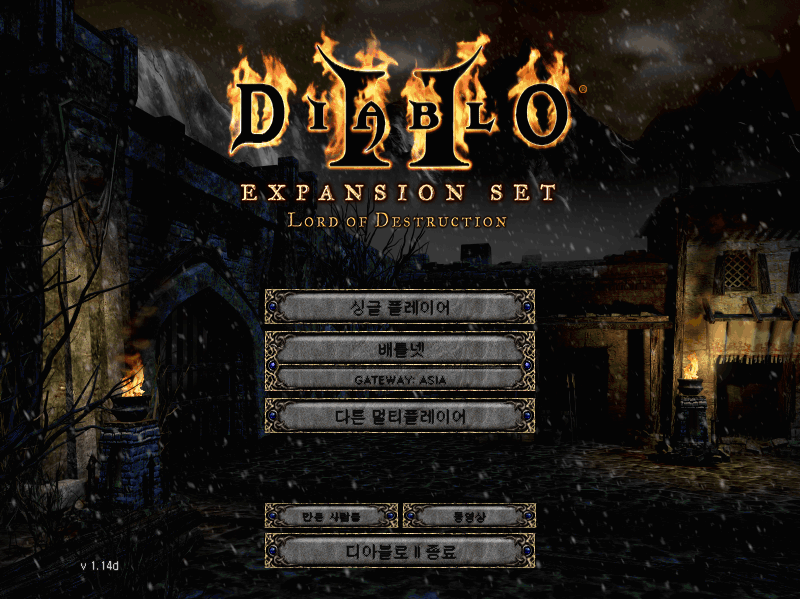 DIABLO II
EXPANSION SET
LORD OF DESTRUCTION
싱글 플레이어
배틀넷
GATEWAY: ASIA
다른 멀티플레이어
만든 사람들 동영상
디아블로 II 종료
v 1.14d